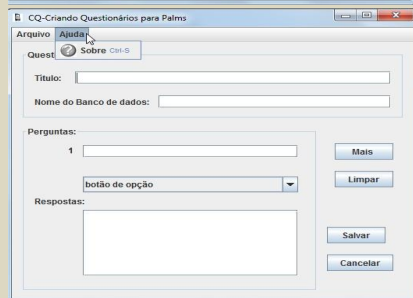 CQ-Criando Questionários para Palms
Arquivo Ajuda
Sobre Ctrl-S
Quest
Titulo:
Nome do Banco de dados:
Perguntas:
1
Mais
botão de opção
Limpar
Respostas:
Salvar
Cancelar